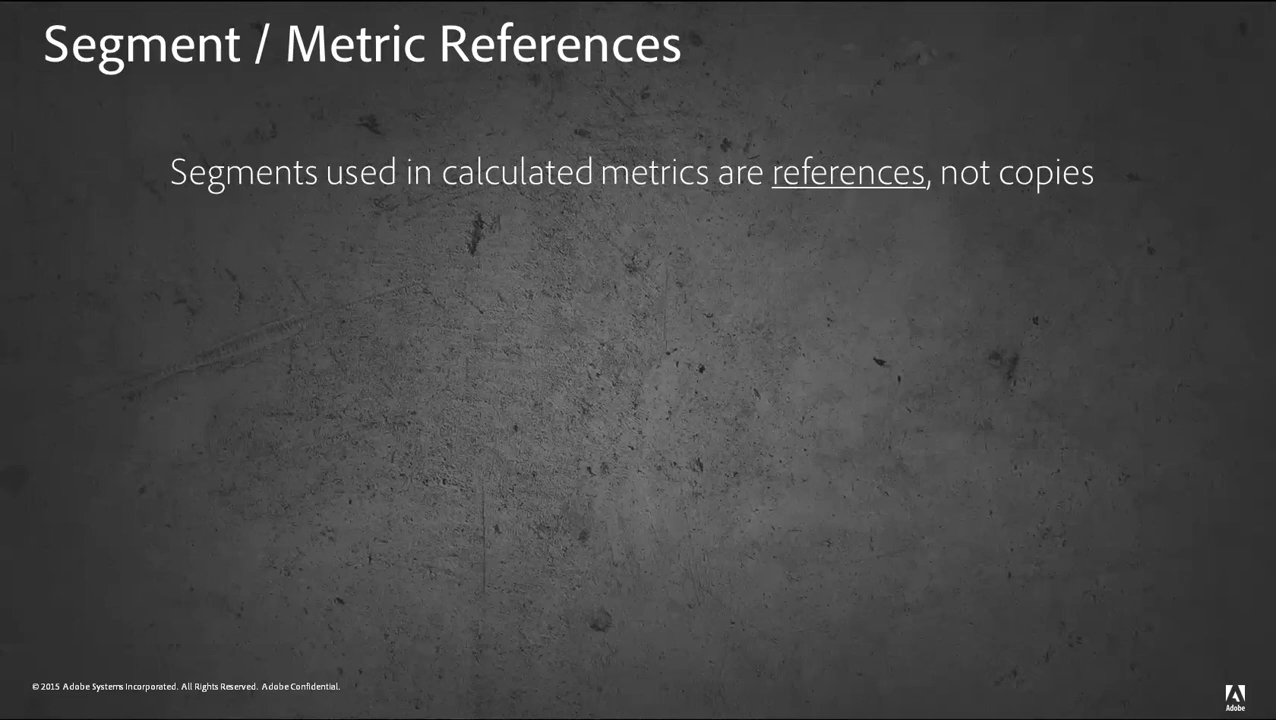 Segment / Metric References
Segments used in calculated metrics are references, not copies
© 2015 Adobe Systems Incorporated. All Rights Reserved. Adobe Confidential.
Adobe